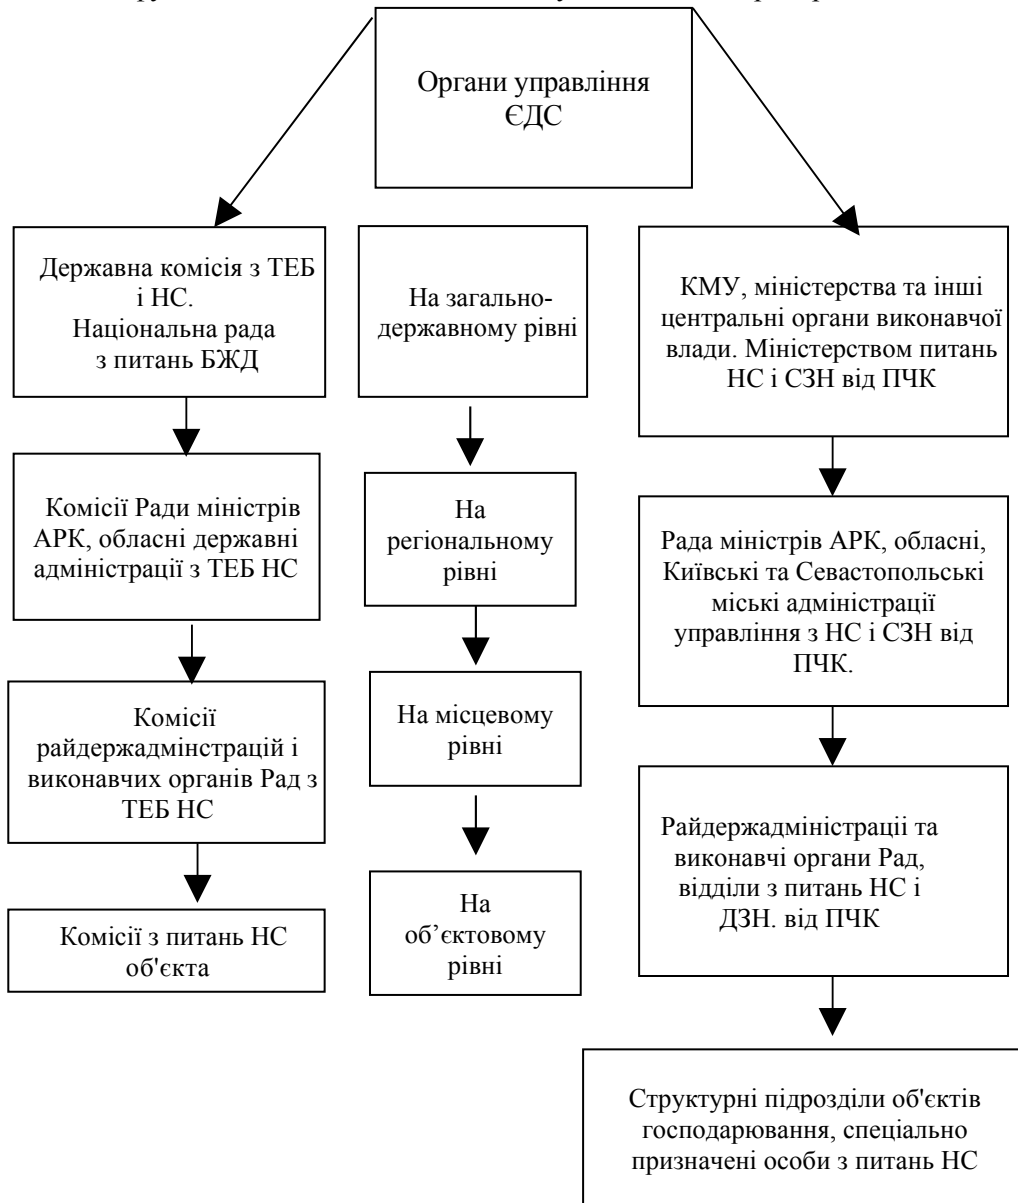 Органи управління
ЄДС
Державна комісія з ТЕБ
і НС.
Національна рада
з питань БЖД
На загально-
державному рівні
КМУ, міністерства та інші
центральні органи виконавчої
влади. Міністерством питань
НС і СЗН від ПЧК
Комісії Ради міністрів
АРК, обласні державні
адміністрації з ТЕБ НС
На
регіональному
рівні
Рада міністрів АРК, обласні,
Київські та Севастопольські
міські адміністрації
управління з НС і СЗН від
ПЧК.
Комісії
райдержадмінстрацій і
виконавчих органів Рад з
ТЕБ НС
На місцевому
рівні
Райдержадміністраціі та
виконавчі органи Рад,
відділи з питань НС і
ДЗН. від ПЧК
Комісії з питань НС
об'єкта
На
об’єктовому
рівні
Структурні підрозділи об'єктів
господарювання, спеціально
призначені особи з питань НС